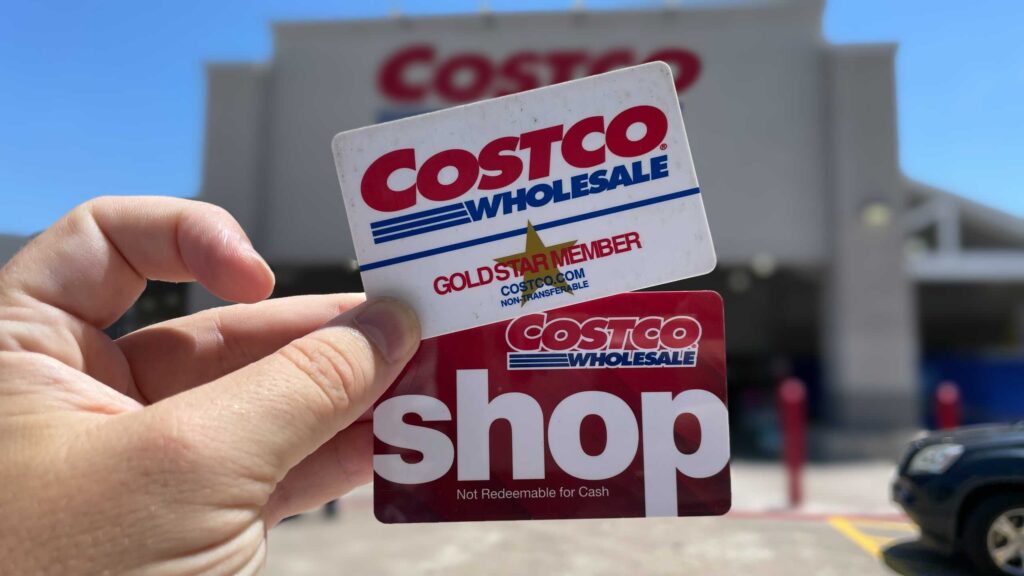 COSTCO
COSTCO®
WHOLESALE
GOLD STAR MEMBER
COSTCO.COM
NON-TRANSFERABLE
COSTCO
WHOLESALE
shop
Not Redeemable for Cash